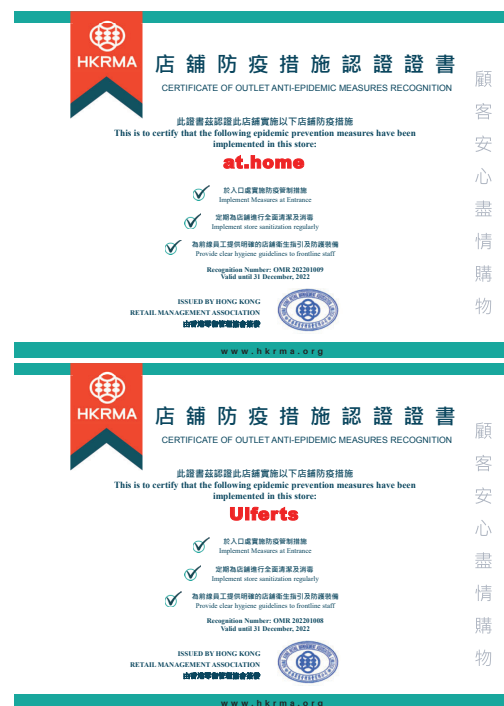 HKRMA
店舖防疫措施認證證書
CERTIFICATE OF OUTLET ANTI-EPIDEMIC MEASURES RECOGNITION
此證書茲認證此店舖實施以下店舖防疫措施
This is to certify that the following epidemic prevention measures have been
implemented in this store:
at.home
於入口處實施防疫管制措施
Implement Measures at Entrance
定期為店舖進行全面清潔及消毒
Implement store sanitization regularly
為前線員工提供明確的店舖衛生指引及防護裝備
Provide clear hygiene guidelines to frontline staff
Recognition Number: OMR 202201009
Valid until 31 December, 2022
ISSUED BY HONG KONG
RETAIL MANAGEMENT ASSOCIATION
由香港零售管理協會簽發
顧客安心盡情購物
www.hkrma.org
HKRMA
店舖防疫措施認證證書
CERTIFICATE OF OUTLET ANTI-EPIDEMIC MEASURES RECOGNITION
此證書茲認證此店舖實施以下店舖防疫措施
This is to certify that the following epidemic prevention measures have been
implemented in this store:
Ulferts
於入口處實施防疫管制措施
Implement Measures at Entrance
定期為店舖進行全面清潔及消毒
Implement store sanitization regularly
為前線員工提供明確的店舖衛生指引及防護裝備
Provide clear hygiene guidelines to frontline staff
Recognition Number: OMR 202201008
Valid until 31 December, 2022
ISSUED BY HONG KONG
RETAIL MANAGEMENT ASSOCIATION
由香港零售管理協會簽發
顧客安心盡情購物
www.hkrma.org